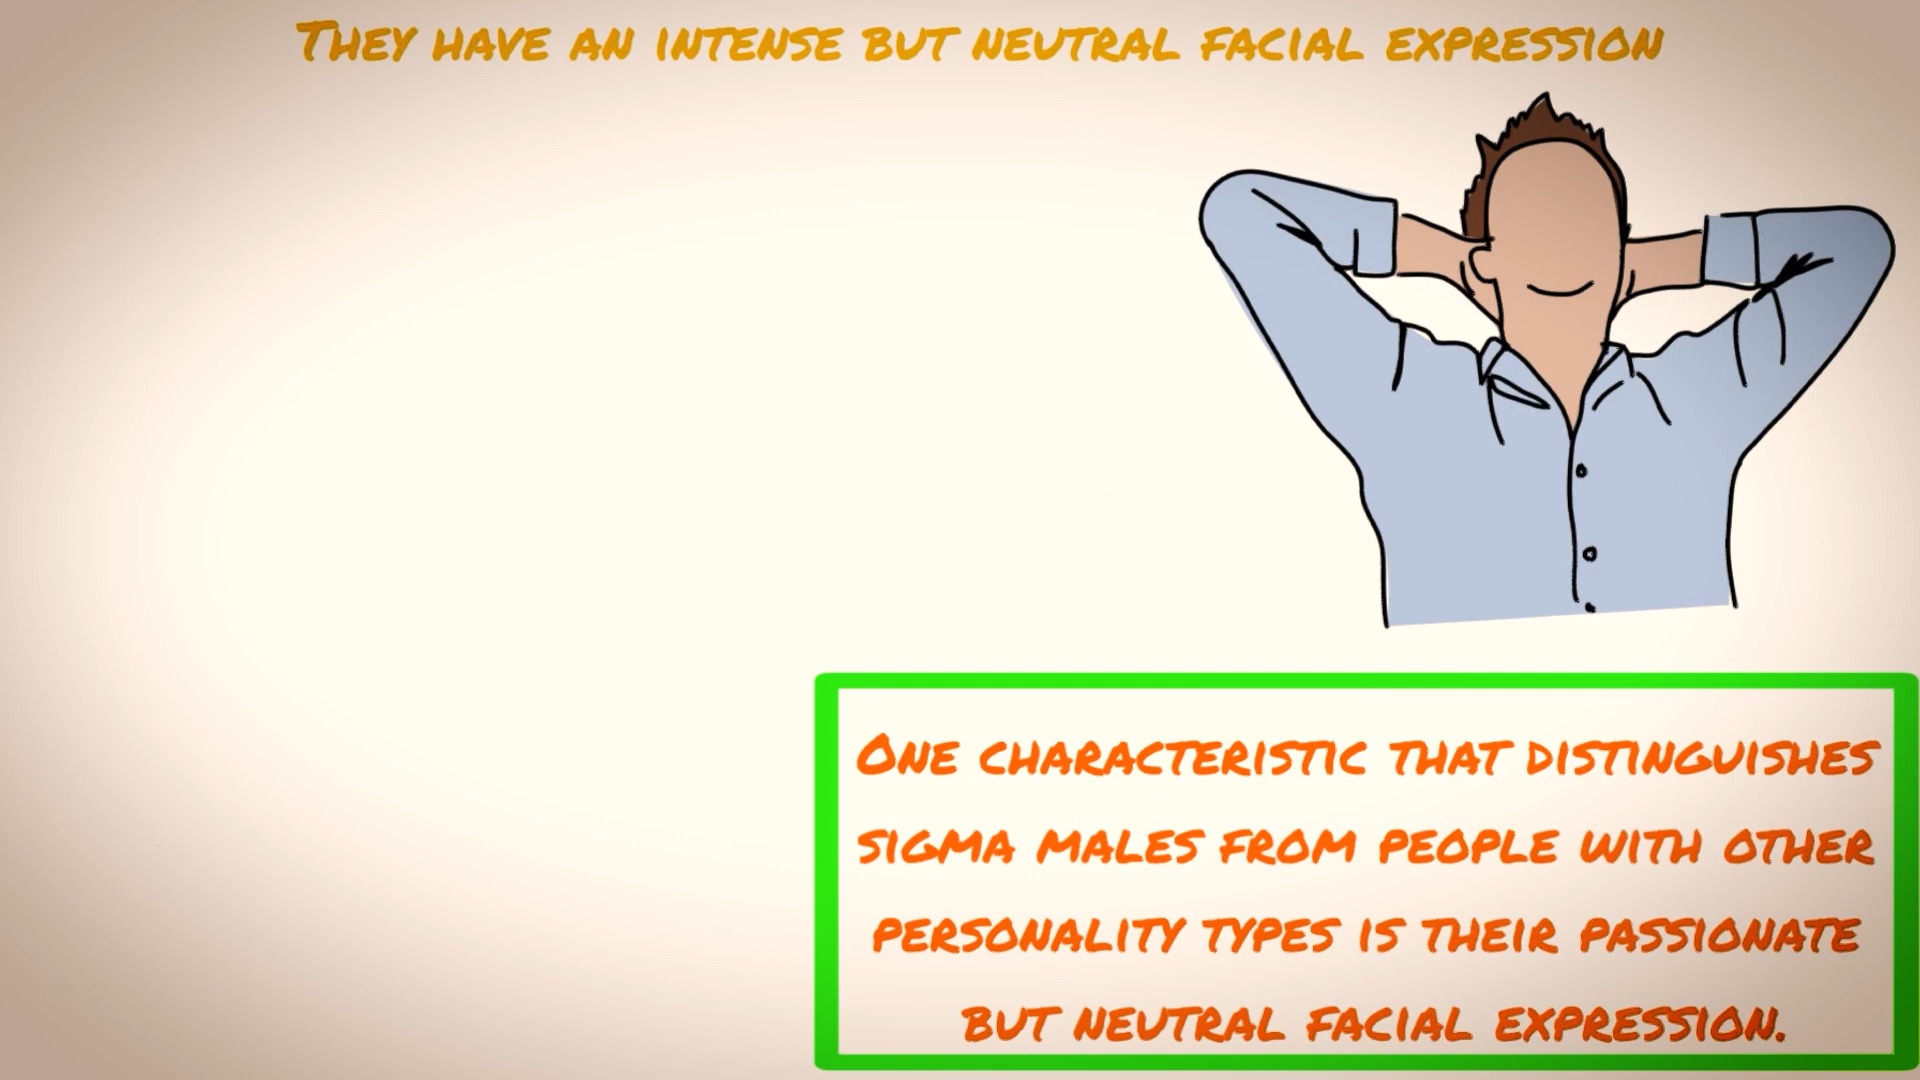 They have an intense but neutral facial expression
One characteristic that distinguishes
sigma males from people with other
personality types is their passionate
but neutral facial expression.